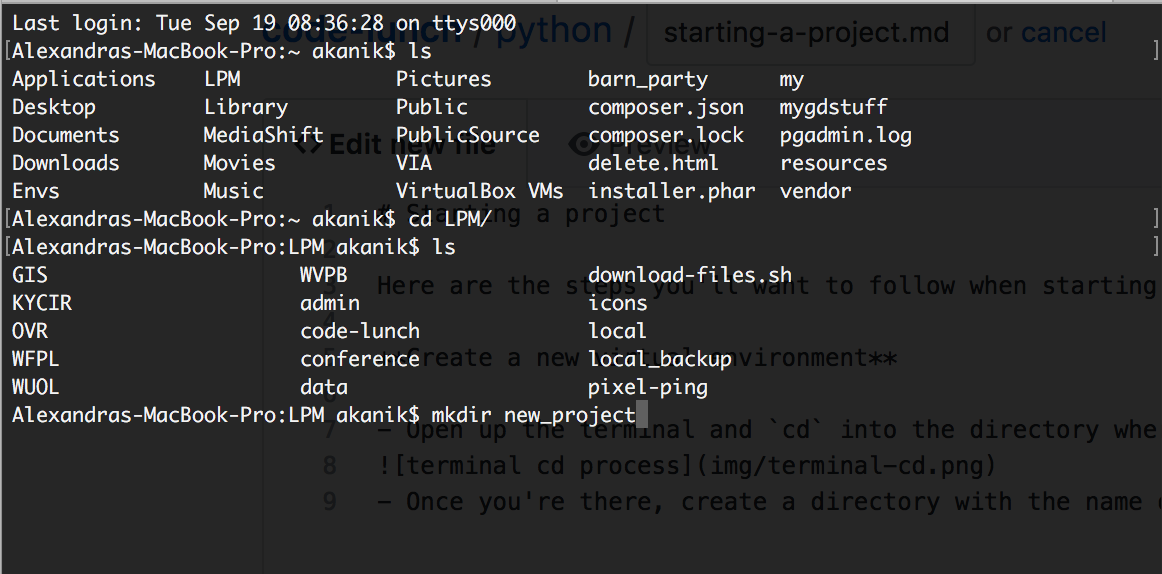 Last login: Tue Sep 19 08:36:28 on ttys000
code-lunch / python / starting-a-project.md or cancel
[Alexandras-MacBook-Pro:~ akanik$ ls ]
Applications LPM Pictures barn_party my
Desktop Library Public composer.json mygdstuff
Documents MediaShift PublicSource composer.lock pgadmin.log
<> Edit new file Preview
Downloads Movies VIA delete.html resources
Envs Music VirtualBox VMs installer.phar vendor
1 # Starting a project
[Alexandras-MacBook-Pro:~ akanik$ cd LPM/ ]
[Alexandras-MacBook-Pro:LPM akanik$ ls ]
2
GIS WVPB download-files.sh
3 Here are the steps you'll want to follow when starting
KYCIR admin icons
OVR code-lunch local
WFPL conference local_backup
Create a new virtual environment**
WUOL data pixel-ping
Alexandras-MacBook-Pro:LPM akanik$ mkdir new_project
7 - Open up the terminal and `cd` into the directory whe
8 ![terminal cd process](img/terminal-cd.png)
9 - Once you're there, create a directory with the name